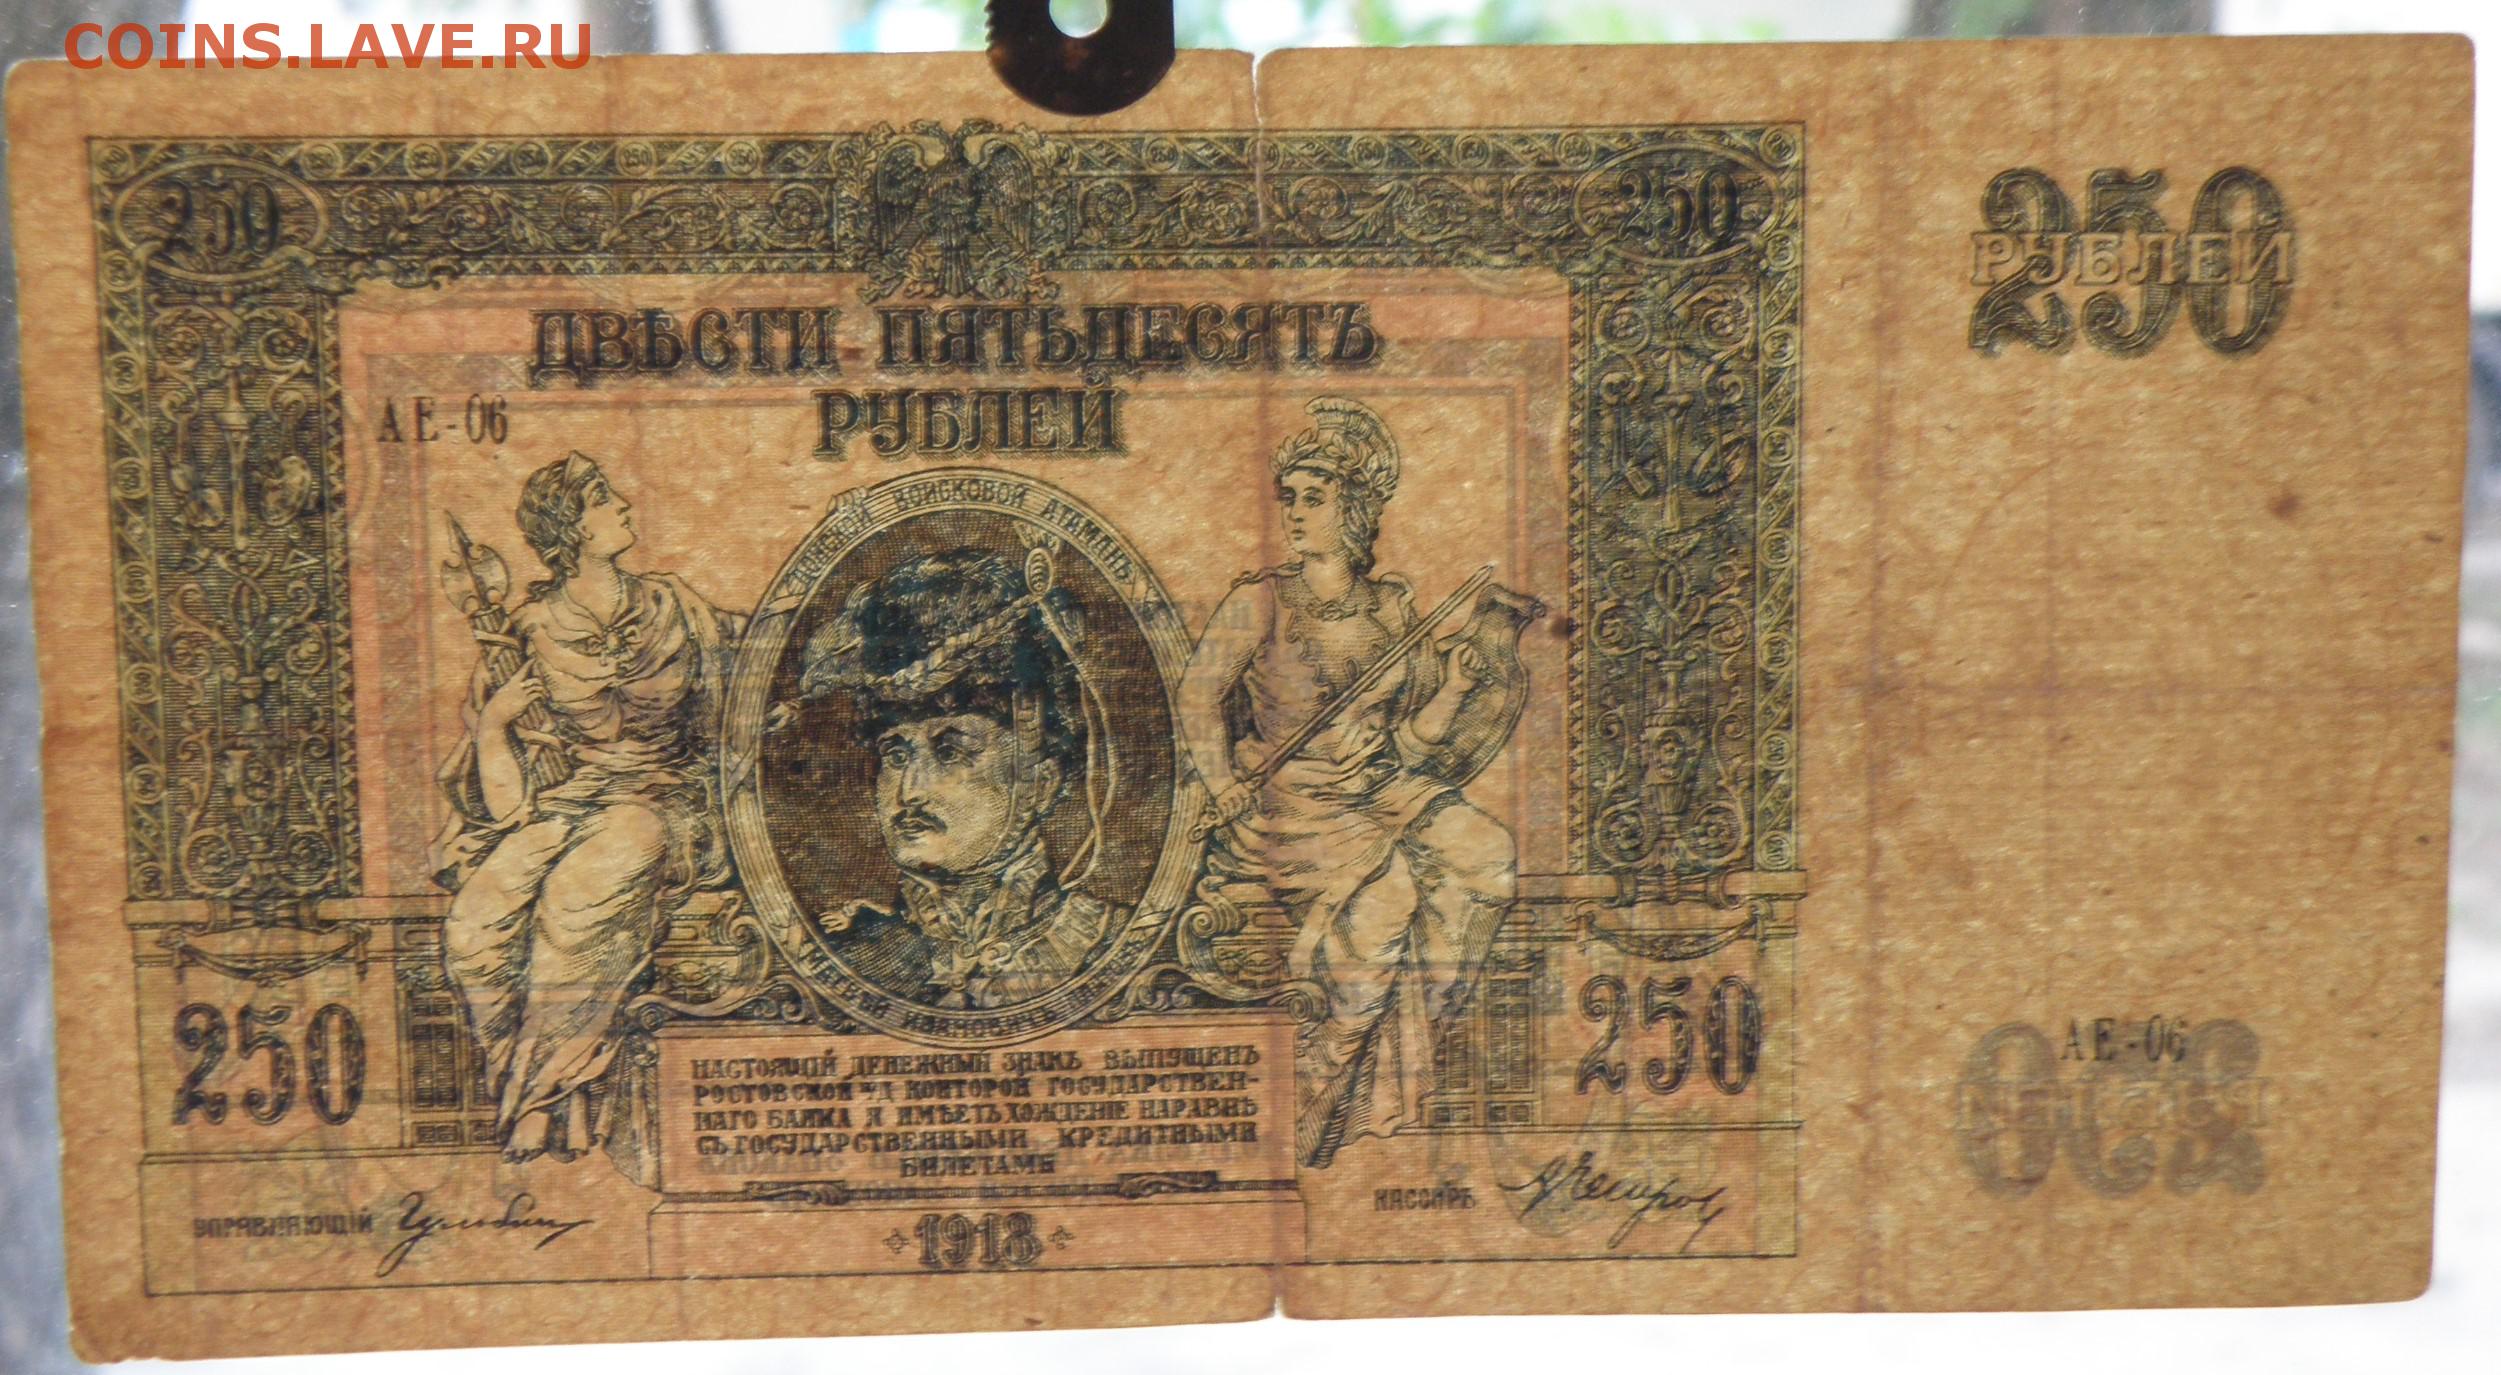 COINS.LAVE.RU
250
250
250
РУБЛЕЙ
ДВѢСТИ ПЯТЬДЕСЯТЪ
РУБЛЕЙ
АЕ-06
ДОНСКОЙ ВОЙСКОВОЙ АТАМАНЪ
МАТВѢЙ ИВАНОВИЧЪ
250
250
АЕ-06
НАСТОЯЩІЙ ДЕНЕЖНЫЙ ЗНАКЪ ВЫПУЩЕНЪ
РОСТОВСКОЙ Н/Д КОНТОРОЙ ГОСУДАРСТВЕН-
НАГО БАНКА И ИМѢЕТЪ ХОЖДЕНІЕ НАРАВНѢ
СЪ ГОСУДАРСТВЕННЫМИ КРЕДИТНЫМИ
БИЛЕТАМИ
УПРАВЛЯЮЩІЙ
КАССИРЪ
1918